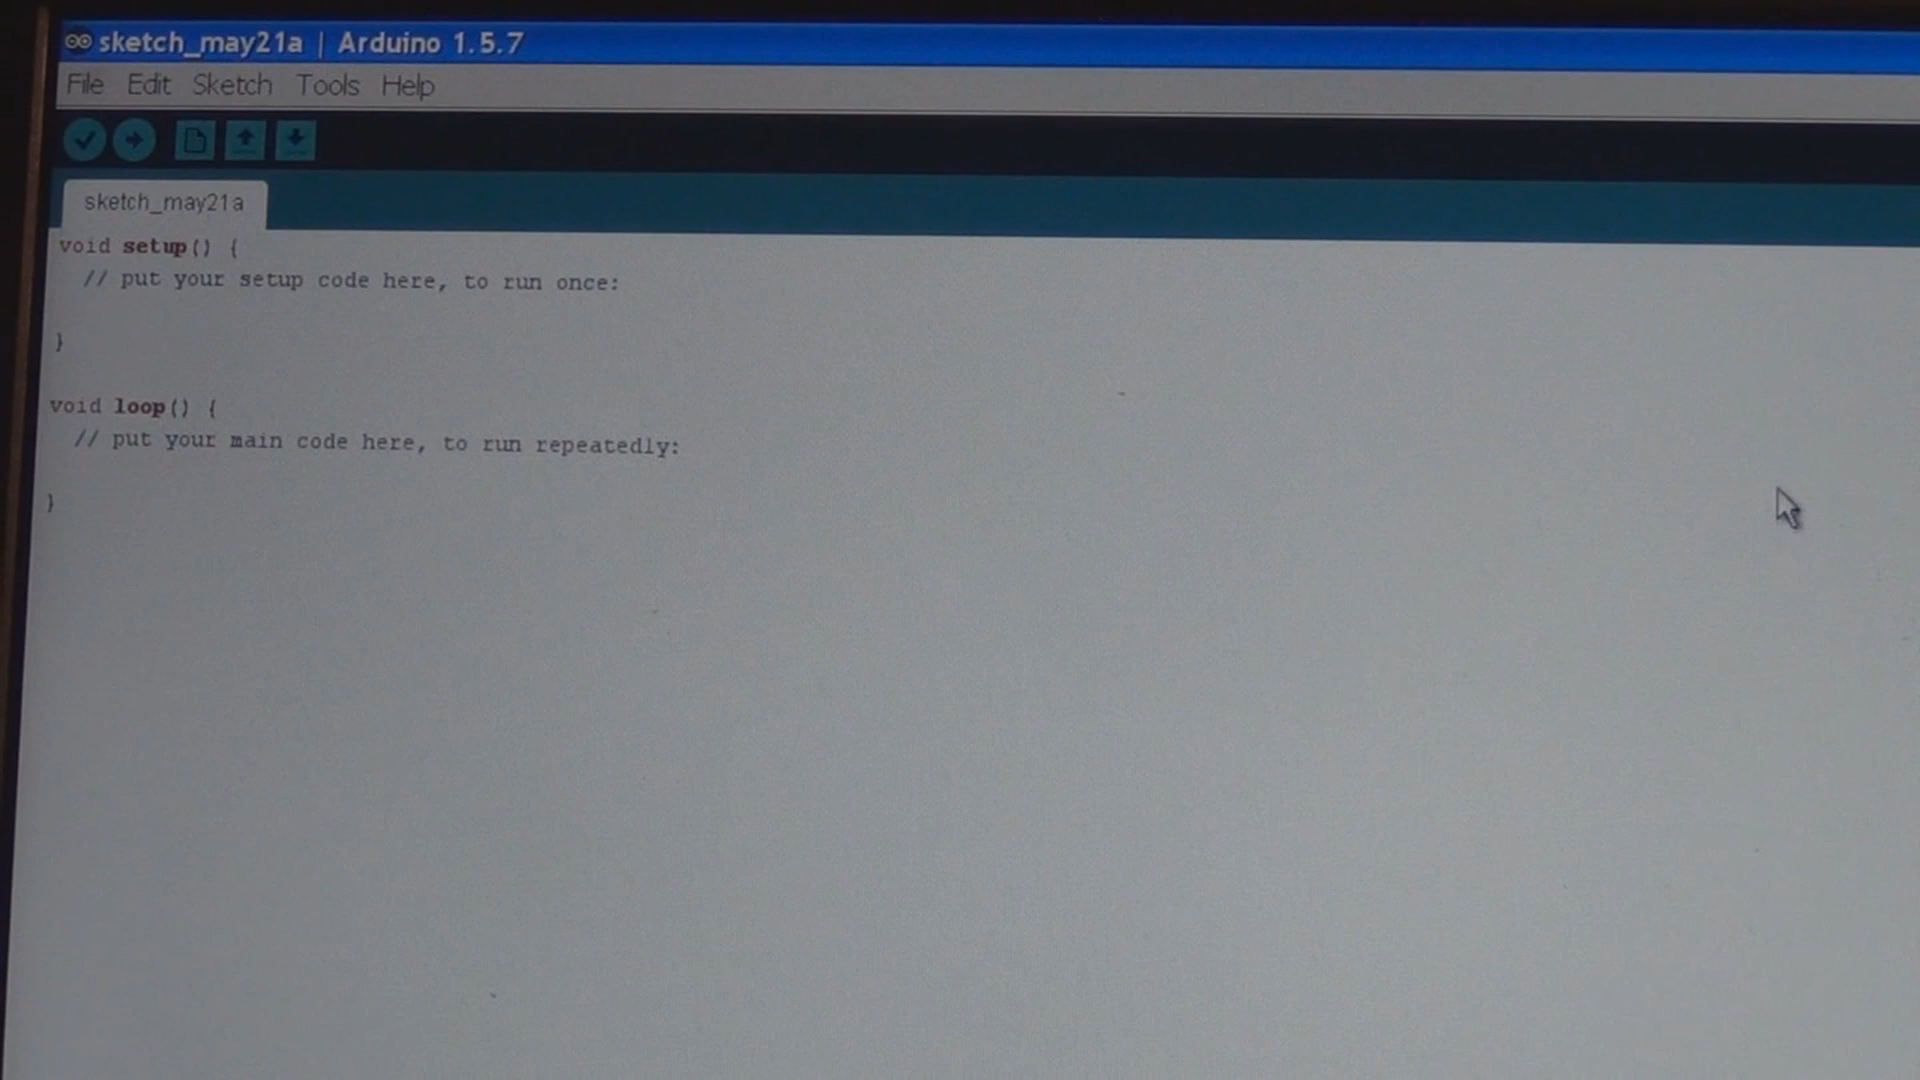 sketch_may21a | Arduino 1.5.7
File Edit Sketch Tools Help
sketch_may21a
void setup() {
// put your setup code here, to run once:
}
void loop() {
// put your main code here, to run repeatedly:
}